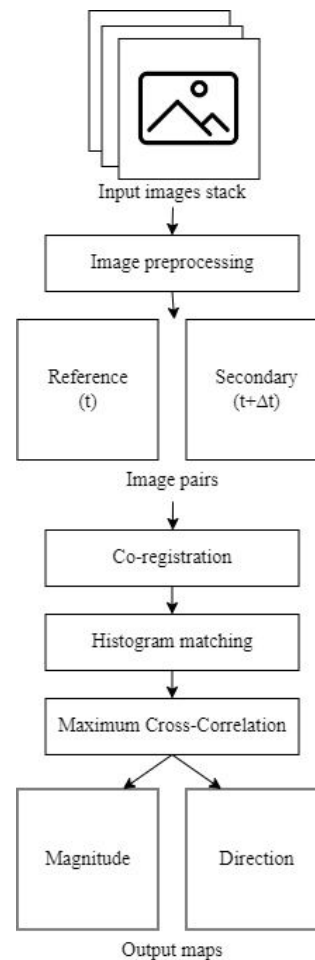 Input images stack
Image preprocessing
Reference
(t)
Secondary
(t+Δt)
Image pairs
Co-registration
Histogram matching
Maximum Cross-Correlation
Magnitude
Direction
Output maps